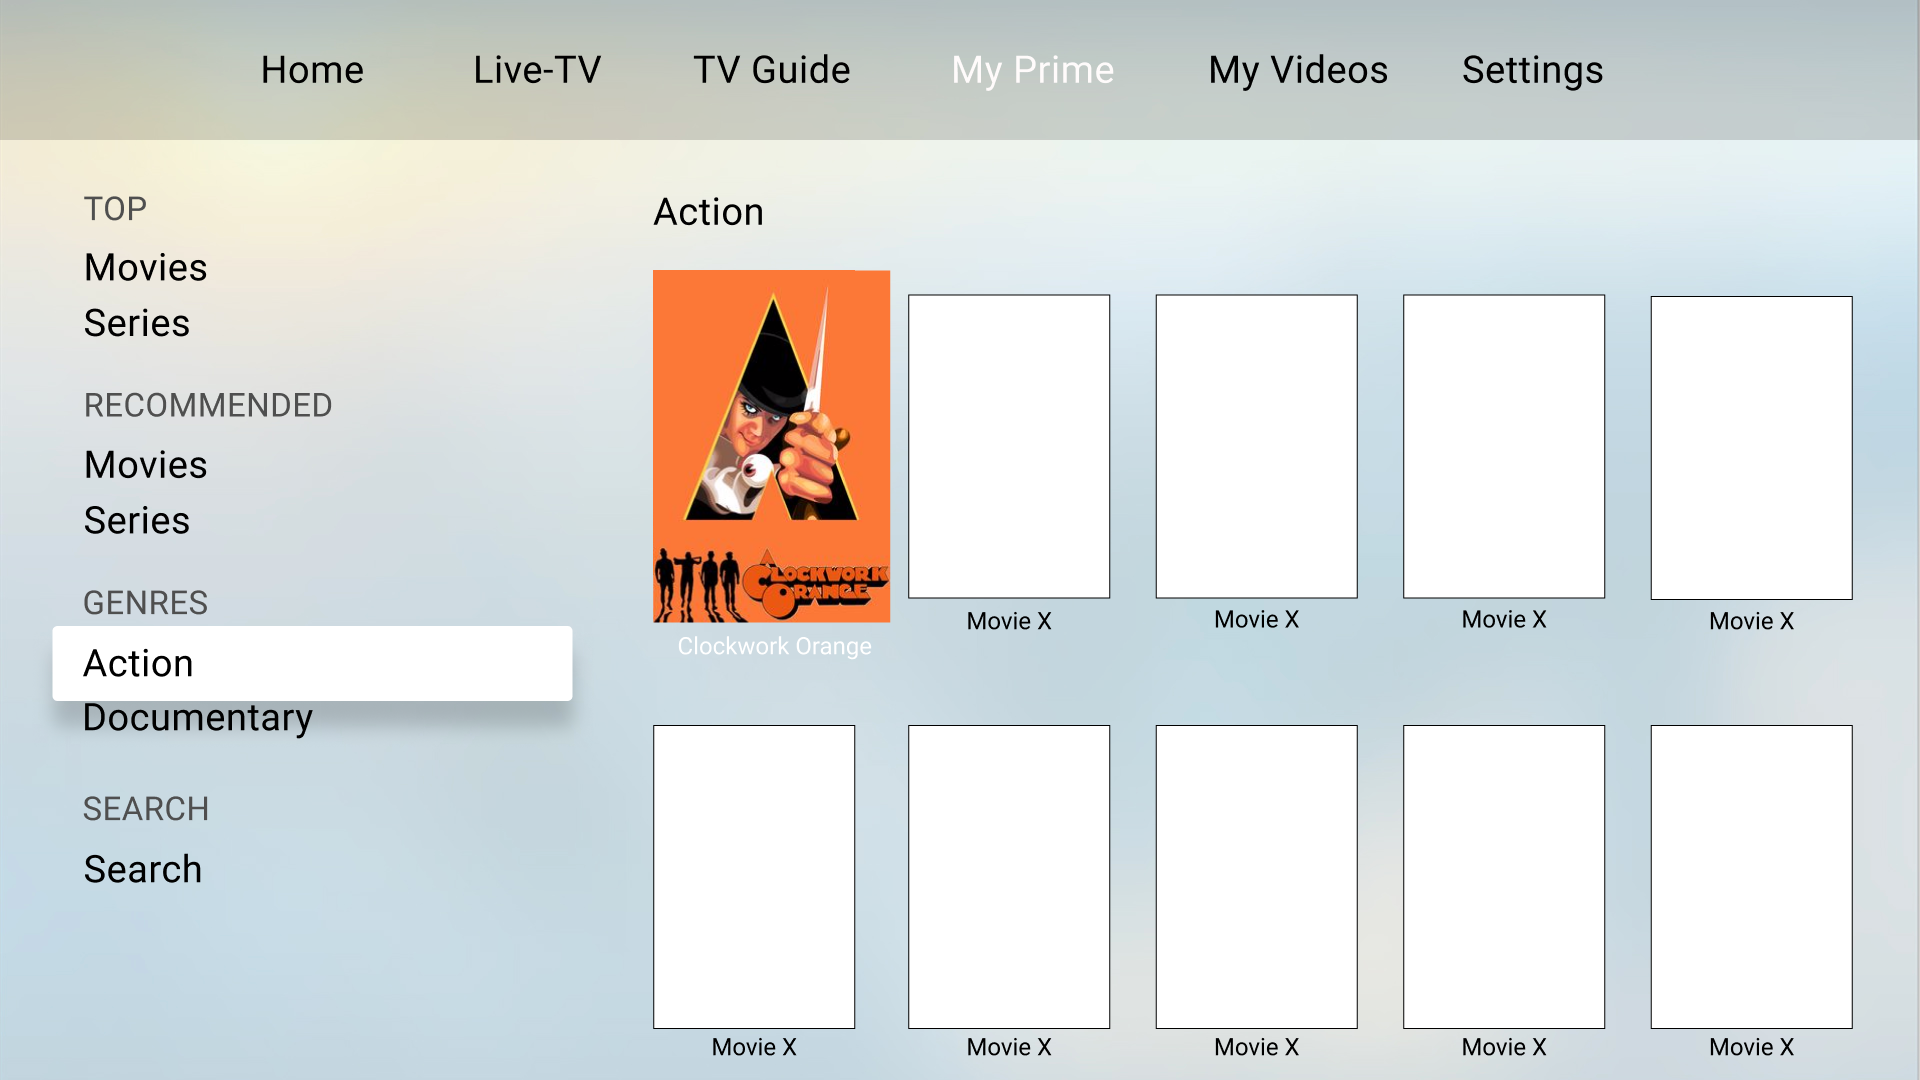 Home Live-TV TV Guide My Prime My Videos Settings
TOP
Movies
Series
RECOMMENDED
Movies
Series
GENRES
Action
Documentary
SEARCH
Search
Action
A
CLOCKWORK
ORANGE
Clockwork Orange
Movie X
Movie X
Movie X
Movie X
Movie X
Movie X
Movie X
Movie X
Movie X